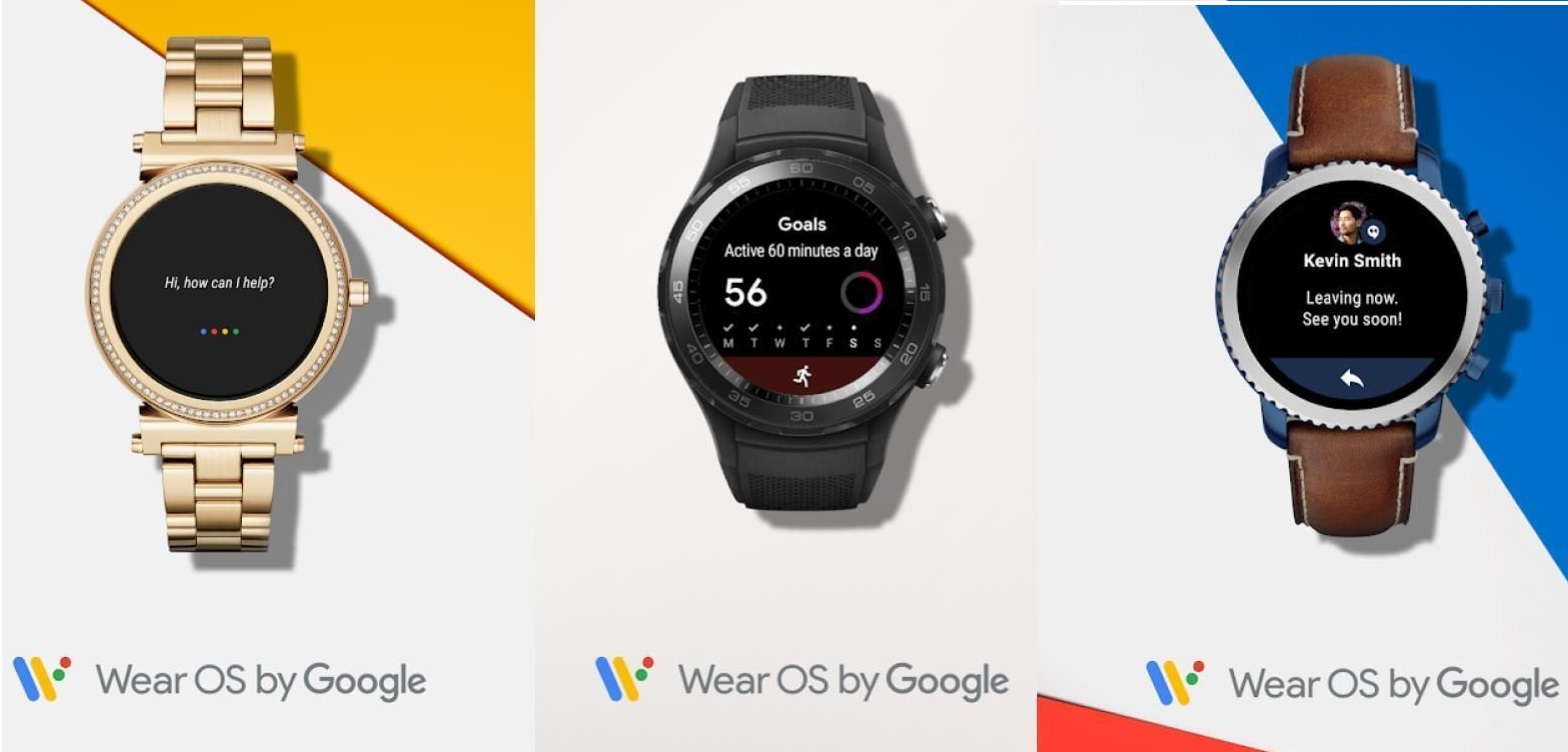 Hi, how can I help?
Wear OS by Google
60
55
05
50
10
45
15
40
20
35
25
30
Goals
Active 60 minutes a day
56
M T W T F S S
Wear OS by Google
Kevin Smith
Leaving now.
See you soon!
Wear OS by Google